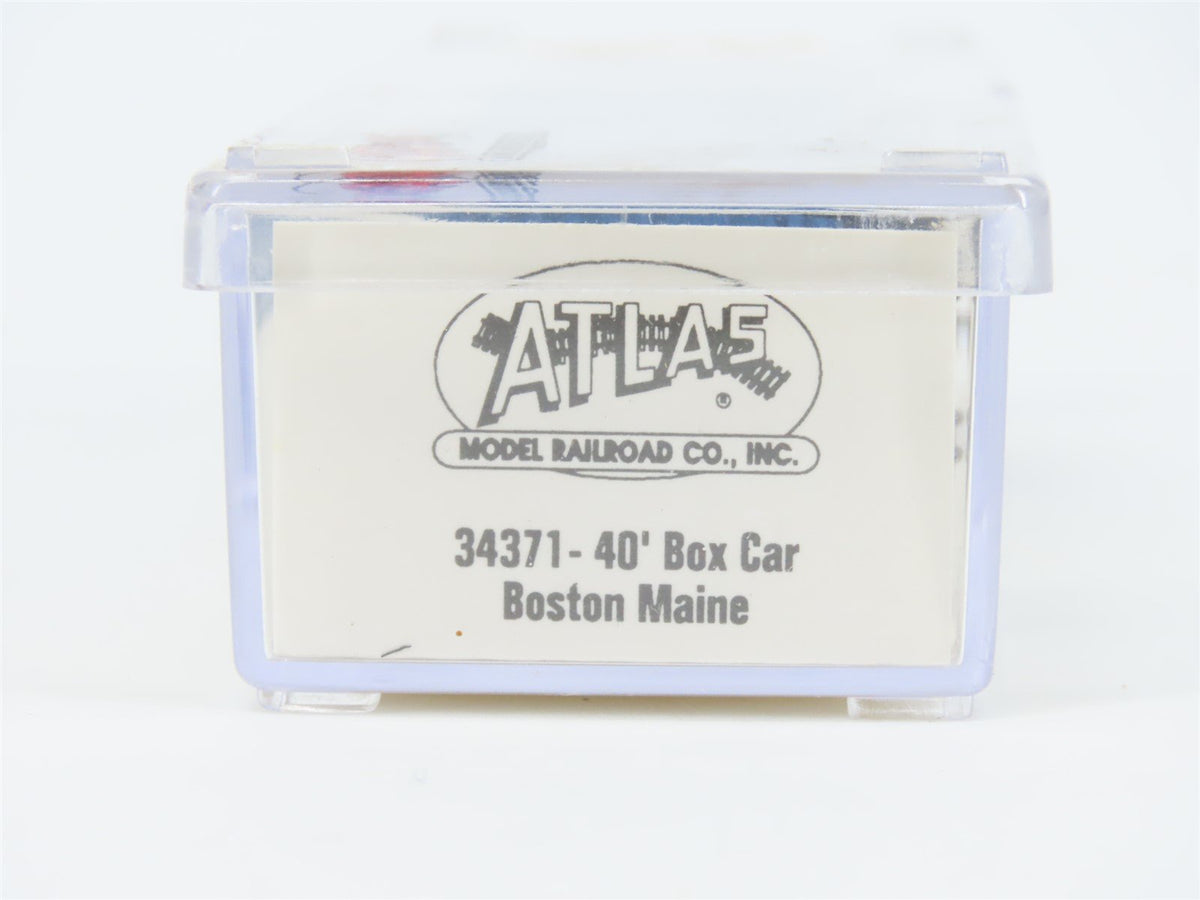 ATLAS®
MODEL RAILROAD CO., INC.
34371- 40' Box Car
Boston Maine